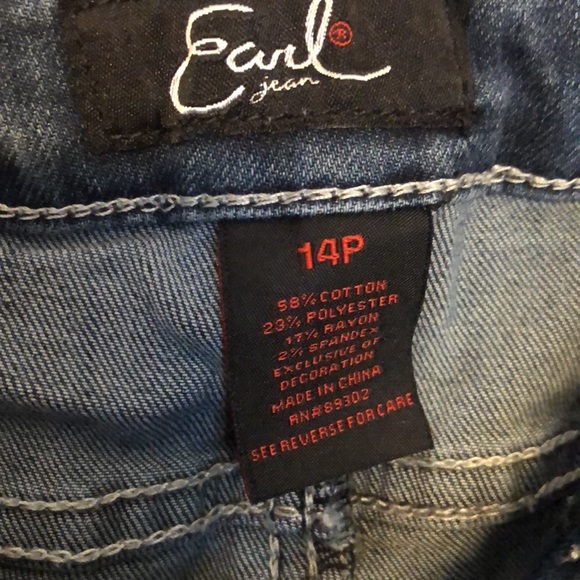 Earl®
jean
14P
58% COTTON
23% POLYESTER
17% RAYON
2% SPANDEX
EXCLUSIVE OF
DECORATION
MADE IN CHINA
RN#89302
SEE REVERSE FOR CARE